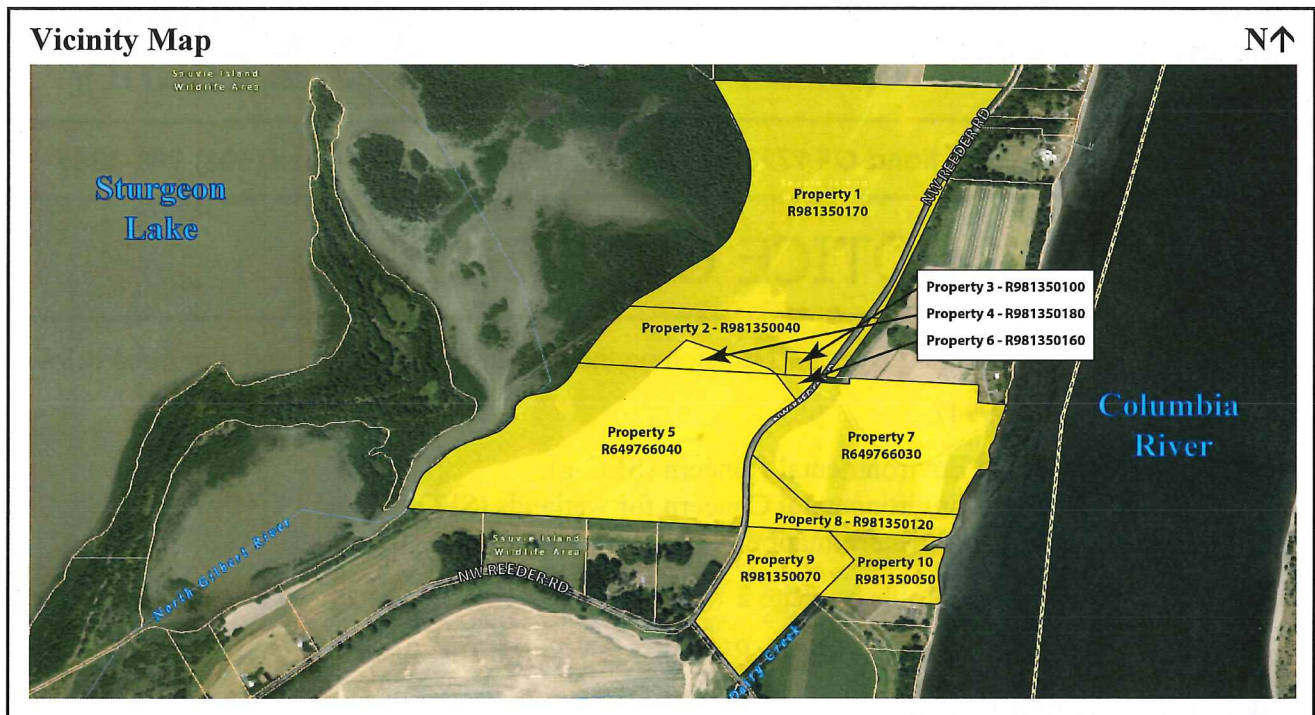 Vicinity Map
N↑
Sauvie Island
Wildlife Area
Sturgeon
Lake
Property 1
R981350170
NW REEDER RD
Property 3 - R981350100
Property 4 - R981350180
Property 6 - R981350160
Property 2 - R981350040
Columbia
River
Property 5
R649766040
Property 7
R649766030
Property 8 - R981350120
Sauvie Island
Wildlife Area
Property 9
R981350070
Property 10
R981350050
NW REEDER RD
North Gilbert River
Dairy Creek